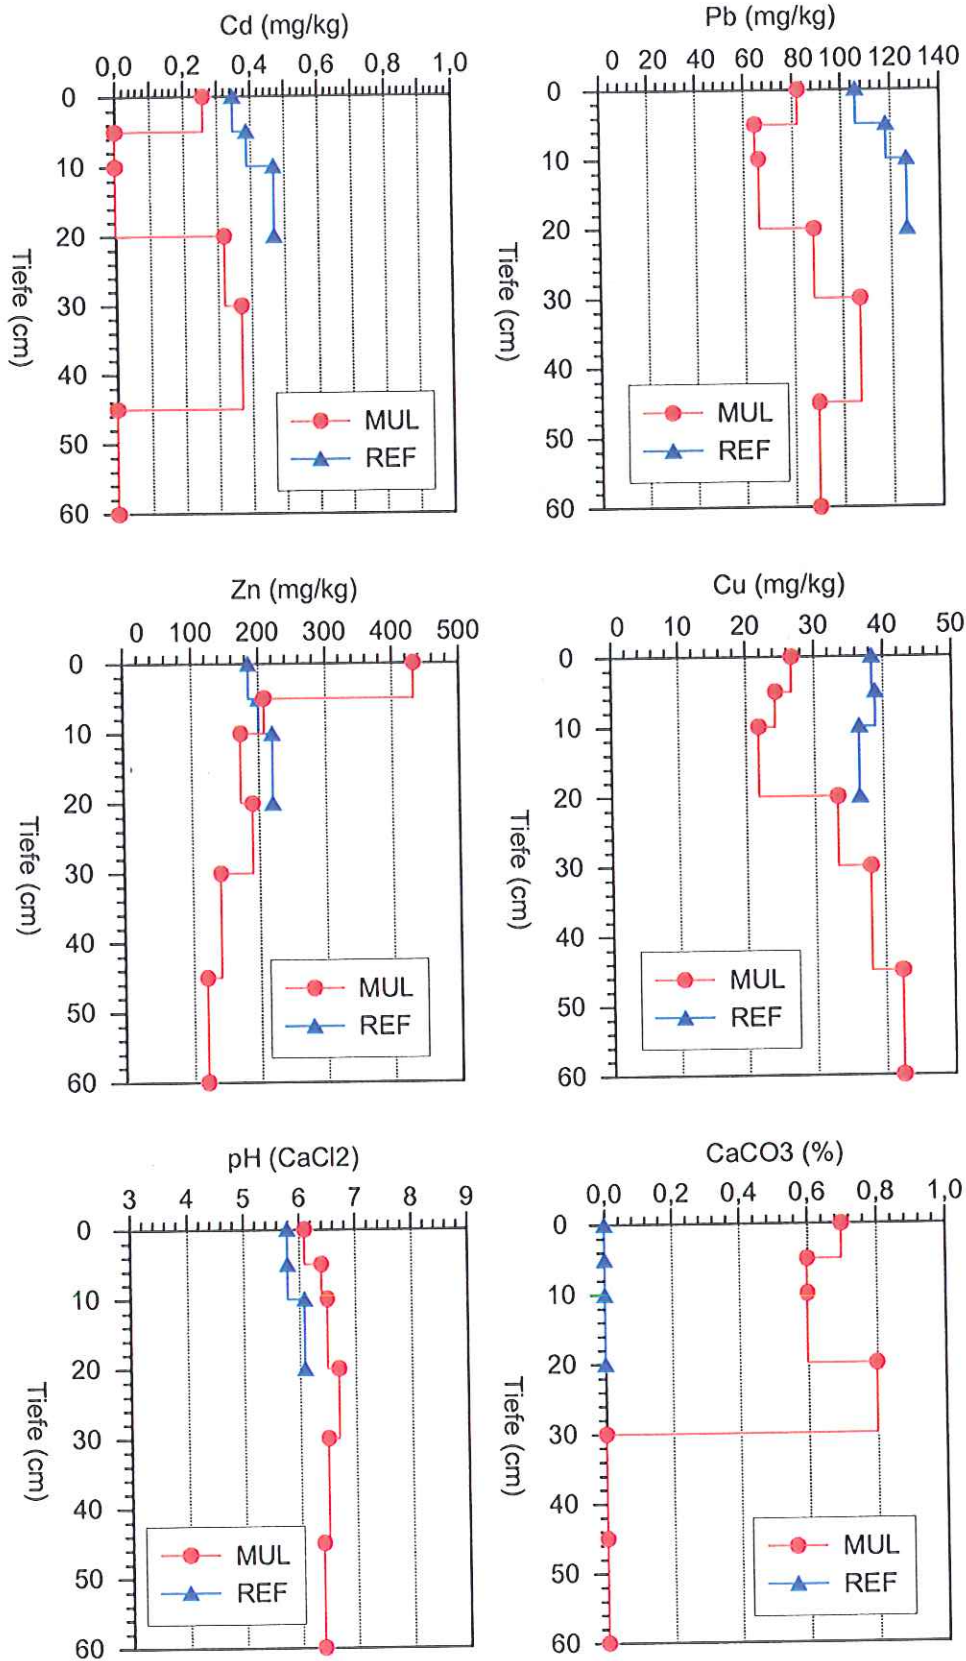 Cd (mg/kg)
0,0 0,2 0,4 0,6 0,8 1,0
0
10
20
30
40
50
60
Tiefe (cm)
MUL
REF
Pb (mg/kg)
0 20 40 60 80 100 120 140
0
10
20
30
40
50
60
Tiefe (cm)
MUL
REF
Zn (mg/kg)
0 100 200 300 400 500
0
10
20
30
40
50
60
Tiefe (cm)
MUL
REF
Cu (mg/kg)
0 10 20 30 40 50
0
10
20
30
40
50
60
Tiefe (cm)
MUL
REF
pH (CaCl2)
3 4 5 6 7 8 9
0
10
20
30
40
50
60
Tiefe (cm)
MUL
REF
CaCO3 (%)
0,0 0,2 0,4 0,6 0,8 1,0
0
10
20
30
40
50
60
Tiefe (cm)
MUL
REF